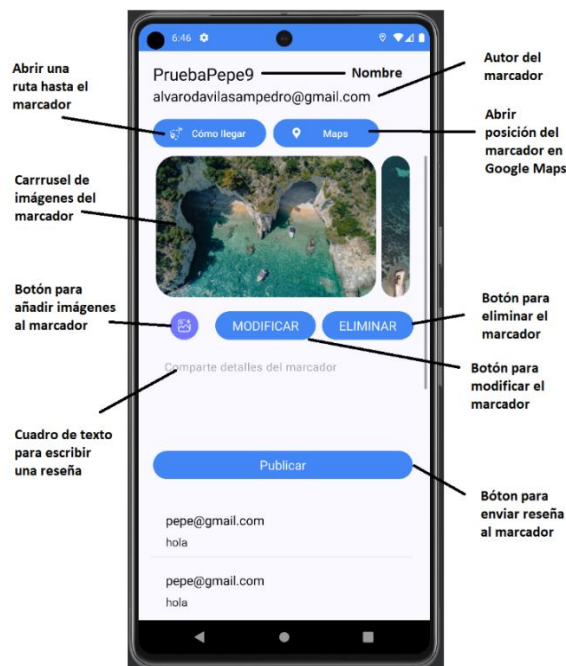 6:46
PruebaPepe9
Nombre
alvarodavilasampedro@gmail.com
Autor del
marcador
Abrir una
ruta hasta el
marcador
Cómo llegar
Maps
Abrir
posición del
marcador en
Google Maps
Carrrusel de
imágenes del
marcador
Botón para
añadir imágenes
al marcador
MODIFICAR
ELIMINAR
Botón para
eliminar el
marcador
Comparte detalles del marcador
Botón para
modificar el
marcador
Cuadro de texto
para escribir
una reseña
Publicar
Bóton para
enviar reseña
al marcador
pepe@gmail.com
hola
pepe@gmail.com
hola